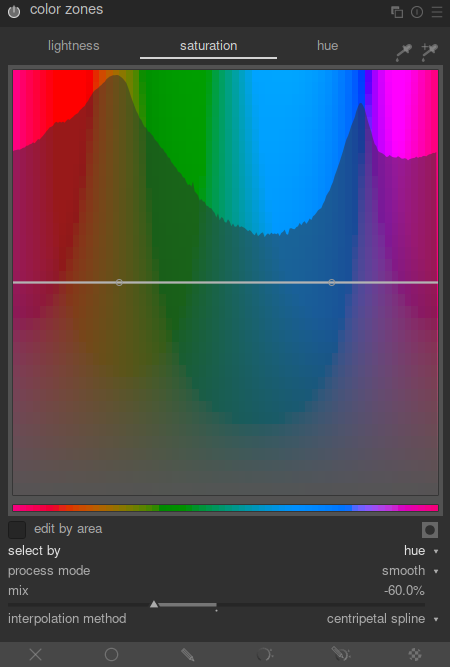 color zones
lightness saturation hue
edit by area
select by hue
process mode smooth
mix -60.0%
interpolation method centripetal spline